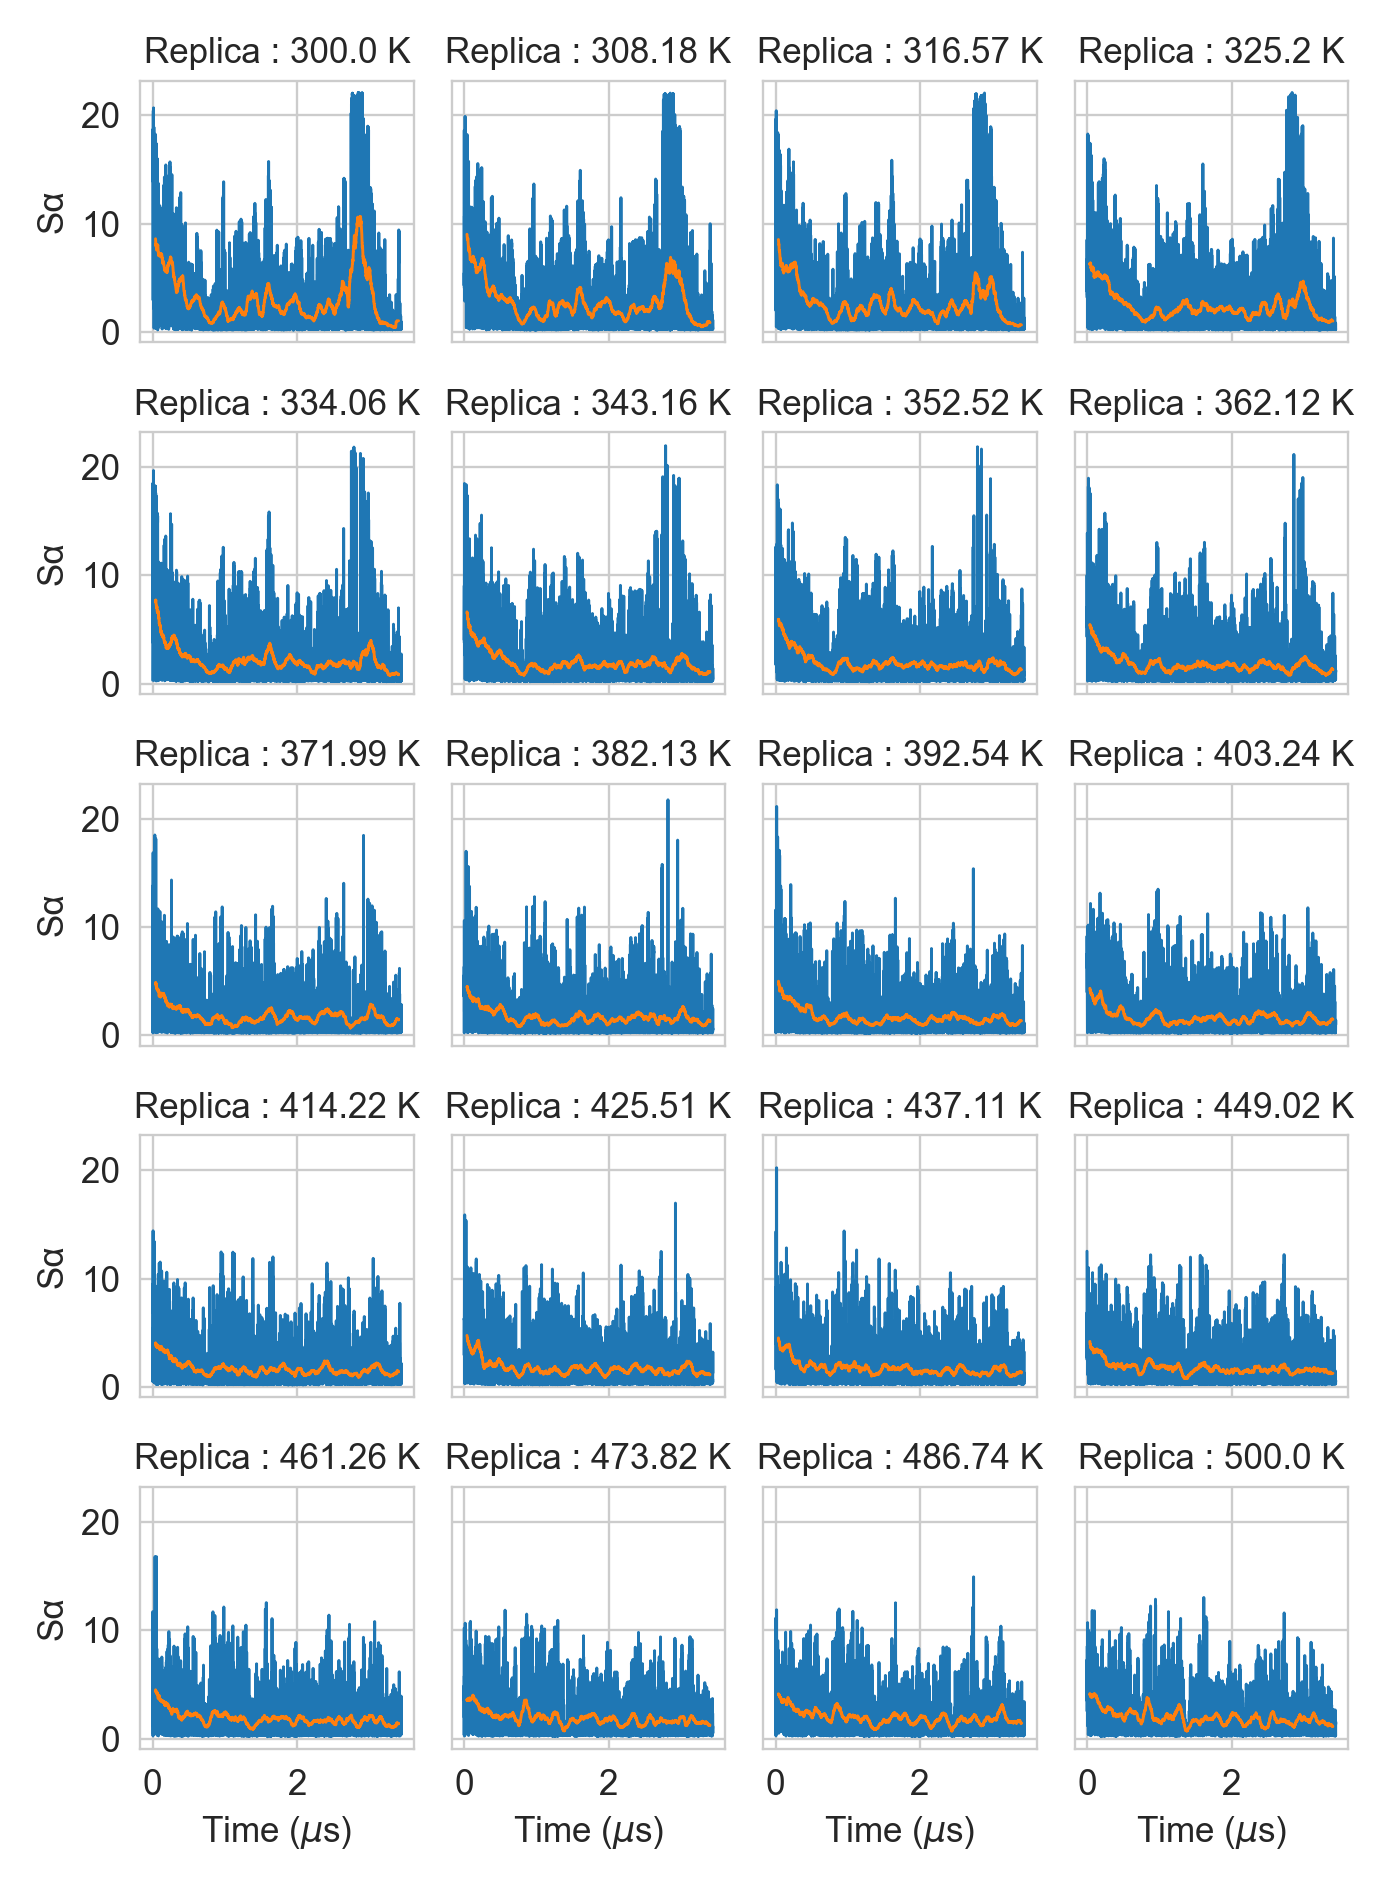 Replica : 300.0 K Replica : 308.18 K Replica : 316.57 K Replica : 325.2 K
20
Sα
10
0
Replica : 334.06 K Replica : 343.16 K Replica : 352.52 K Replica : 362.12 K
20
Sα
10
0
Replica : 371.99 K Replica : 382.13 K Replica : 392.54 K Replica : 403.24 K
20
Sα
10
0
Replica : 414.22 K Replica : 425.51 K Replica : 437.11 K Replica : 449.02 K
20
Sα
10
0
Replica : 461.26 K Replica : 473.82 K Replica : 486.74 K Replica : 500.0 K
20
Sα
10
0
0 2 0 2 0 2 0 2
Time (μs) Time (μs) Time (μs) Time (μs)